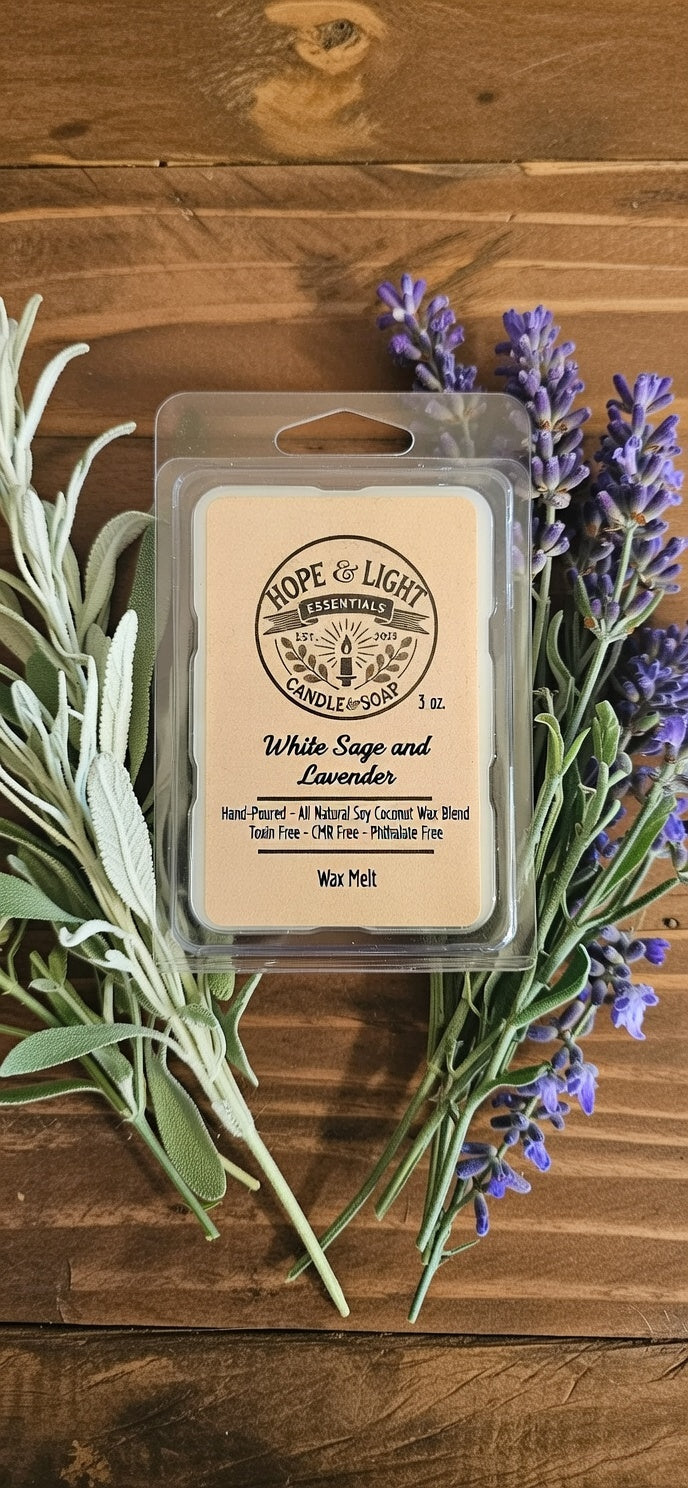 HOPE & LIGHT
ESSENTIALS
EST.
CANDLE & SOAP
3 oz.
White Sage and
Lavender
Hand-Poured - All Natural Soy Coconut Wax Blend
Toxin Free - CMR Free - Phthalate Free
Wax Melt